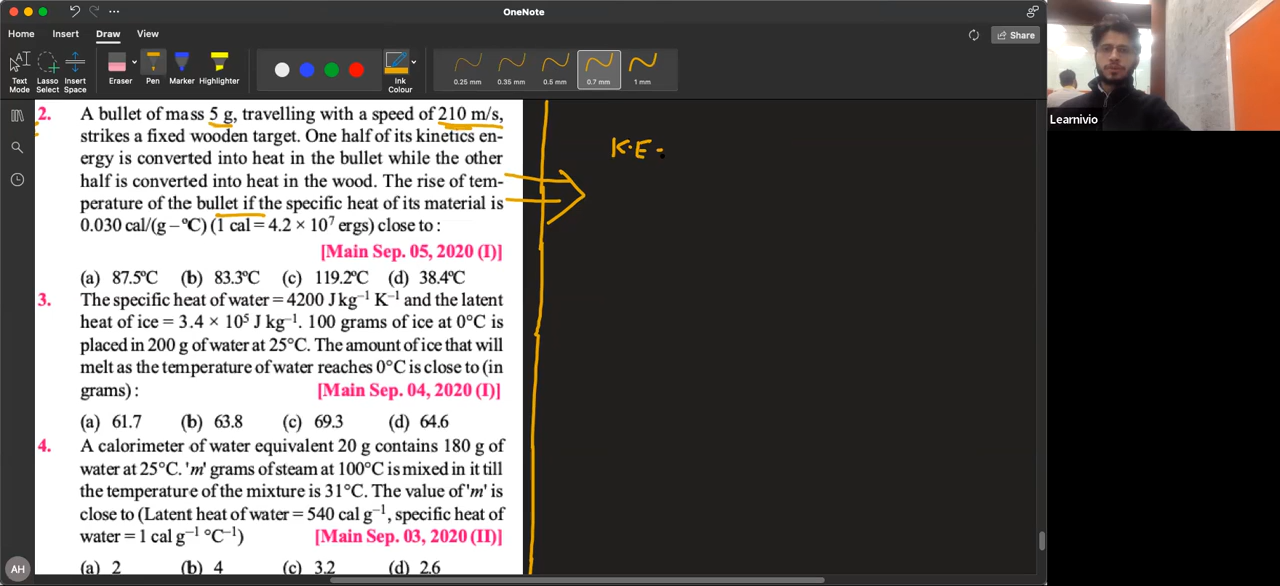 OneNote
Home Insert Draw View
Share
Text Mode
Lasso Select
Insert Space
Eraser
Pen
Marker
Highlighter
Ink Colour
0.25 mm
0.35 mm
0.5 mm
0.7 mm
1 mm
Learnivio
2. A bullet of mass 5 g, travelling with a speed of 210 m/s,
strikes a fixed wooden target. One half of its kinetics en-
ergy is converted into heat in the bullet while the other
half is converted into heat in the wood. The rise of tem-
perature of the bullet if the specific heat of its material is
0.030 cal/(g – ºC) (1 cal = 4.2 × 10⁷ ergs) close to :
[Main Sep. 05, 2020 (I)]
(a) 87.5ºC (b) 83.3ºC (c) 119.2ºC (d) 38.4ºC
3. The specific heat of water = 4200 J kg⁻¹ K⁻¹ and the latent
heat of ice = 3.4 × 10⁵ J kg⁻¹. 100 grams of ice at 0°C is
placed in 200 g of water at 25°C. The amount of ice that will
melt as the temperature of water reaches 0°C is close to (in
grams) :
[Main Sep. 04, 2020 (I)]
(a) 61.7 (b) 63.8 (c) 69.3 (d) 64.6
4. A calorimeter of water equivalent 20 g contains 180 g of
water at 25°C. 'm' grams of steam at 100°C is mixed in it till
the temperature of the mixture is 31°C. The value of 'm' is
close to (Latent heat of water = 540 cal g⁻¹, specific heat of
water = 1 cal g⁻¹ °C⁻¹)
[Main Sep. 03, 2020 (II)]
(a) 2 (b) 4 (c) 3.2 (d) 2.6
K.E -
AH